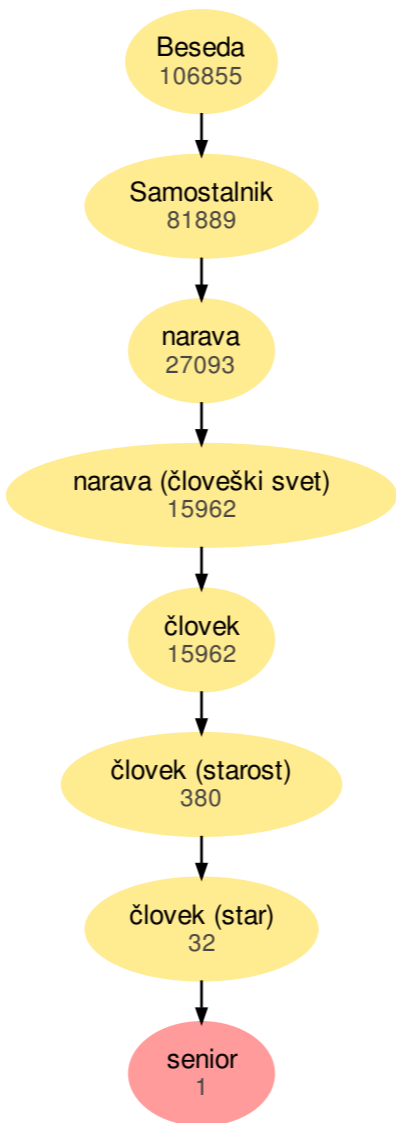 Beseda
106855
Samostalnik
81889
narava
27093
narava (človeški svet)
15962
človek
15962
človek (starost)
380
človek (star)
32
senior
1